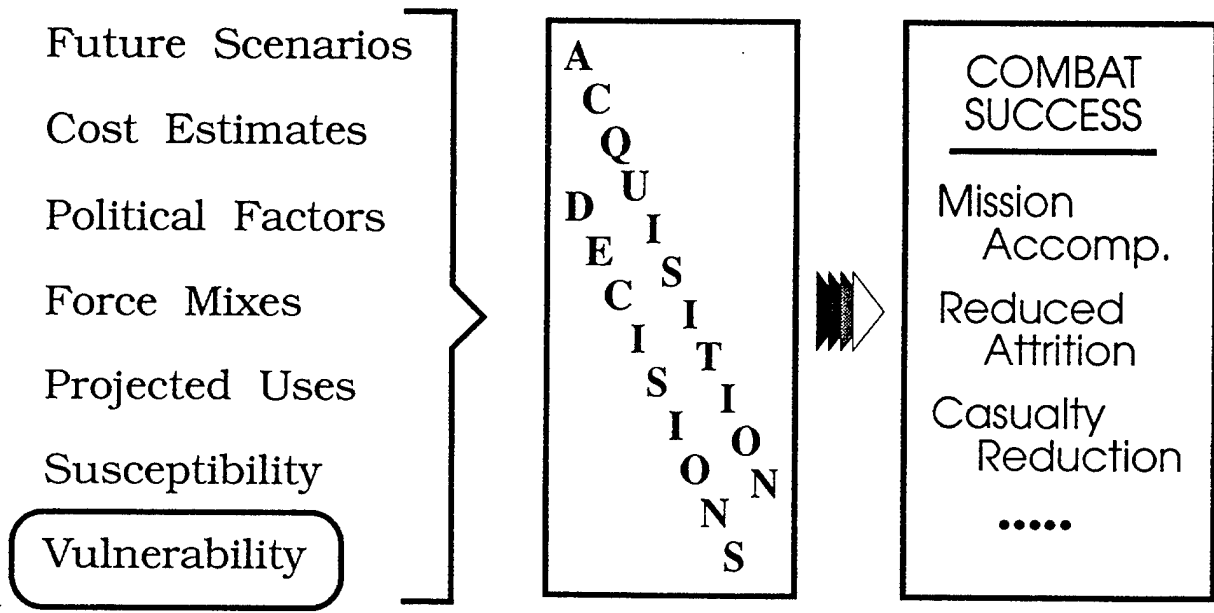 Future Scenarios
Cost Estimates
Political Factors
Force Mixes
Projected Uses
Susceptibility
Vulnerability
ACQUISITION
DECISIONS
COMBAT
SUCCESS
Mission
Accomp.
Reduced
Attrition
Casualty
Reduction
•••••